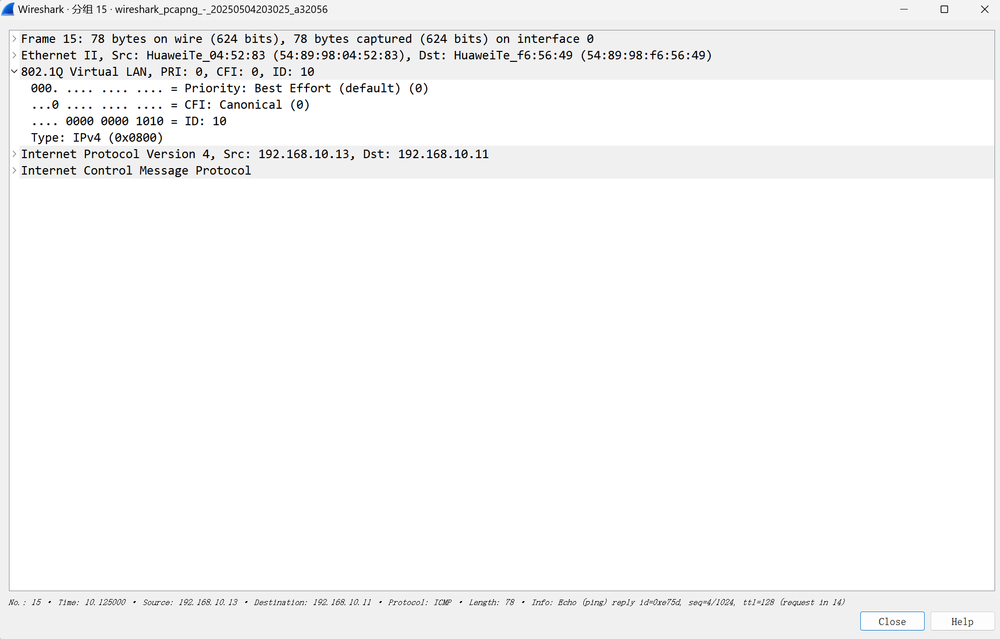 Wireshark · 分组 15 · wireshark_pcapng_-_20250504203025_a32056
Frame 15: 78 bytes on wire (624 bits), 78 bytes captured (624 bits) on interface 0
Ethernet II, Src: HuaweiTe_04:52:83 (54:89:98:04:52:83), Dst: HuaweiTe_f6:56:49 (54:89:98:f6:56:49)
802.1Q Virtual LAN, PRI: 0, CFI: 0, ID: 10
000. .... .... .... = Priority: Best Effort (default) (0)
...0 .... .... .... = CFI: Canonical (0)
.... 0000 0000 1010 = ID: 10
Type: IPv4 (0x0800)
Internet Protocol Version 4, Src: 192.168.10.13, Dst: 192.168.10.11
Internet Control Message Protocol
No.: 15 • Time: 10.125000 • Source: 192.168.10.13 • Destination: 192.168.10.11 • Protocol: ICMP • Length: 78 • Info: Echo (ping) reply id=0xe75d, seq=4/1024, ttl=128 (request in 14)
Close Help